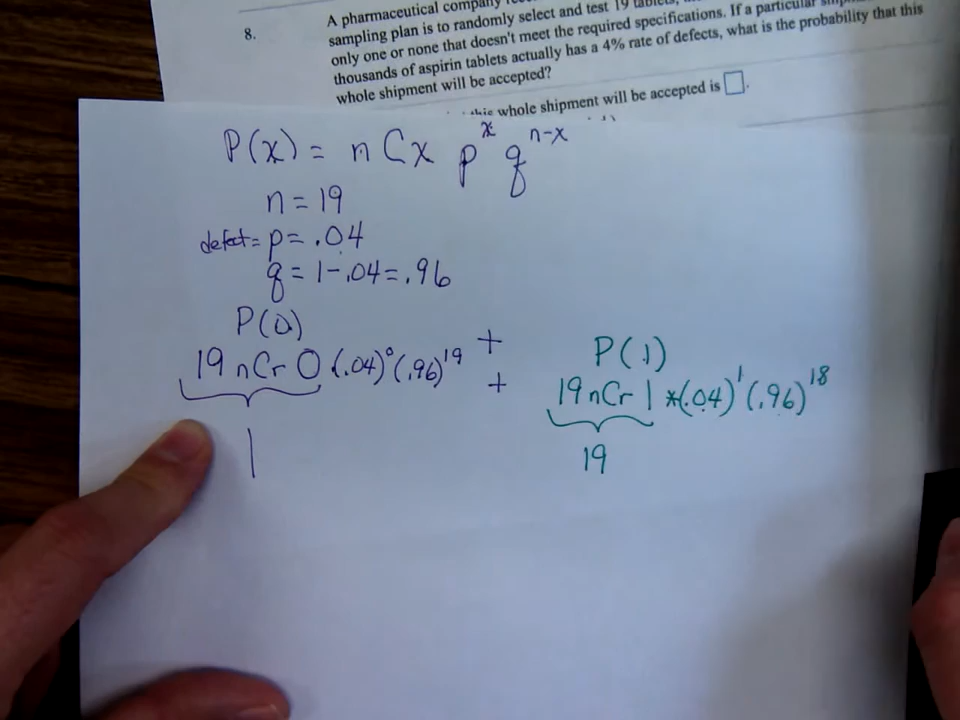 8. A pharmaceutical company
sampling plan is to randomly select and test 19 tablets,
only one or none that doesn't meet the required specifications. If a particular
thousands of aspirin tablets actually has a 4% rate of defects, what is the probability that this
whole shipment will be accepted?
whole shipment will be accepted is □.
P(x) = n C x p^x q^(n-x)
n = 19
defect = p = .04
q = 1 - .04 = .96
P(0) + P(1)
19 nCr 0 (.04)^0 (.96)^19 + 19 nCr 1 * (.04)^1 (.96)^18
1 19